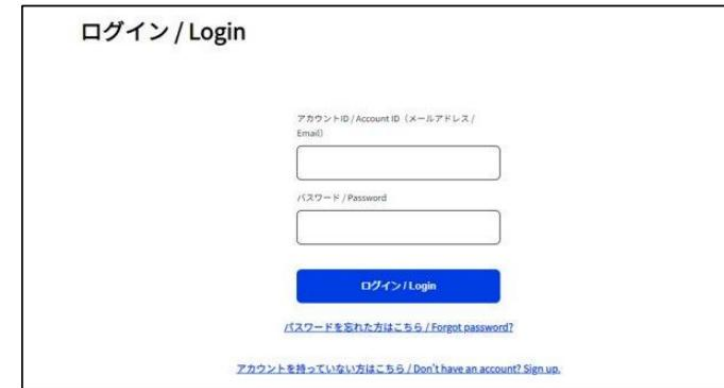 ログイン / Login
アカウントID / Account ID（メールアドレス /
Email）
パスワード / Password
ログイン / Login
パスワードを忘れた方はこちら / Forgot password?
アカウントを持っていない方はこちら / Don't have an account? Sign up.